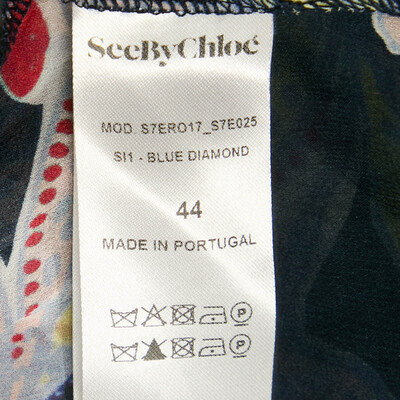 SeeByChloé
MOD. S7ERO17_S7E025
SI1 - BLUE DIAMOND
44
MADE IN PORTUGAL
P
P